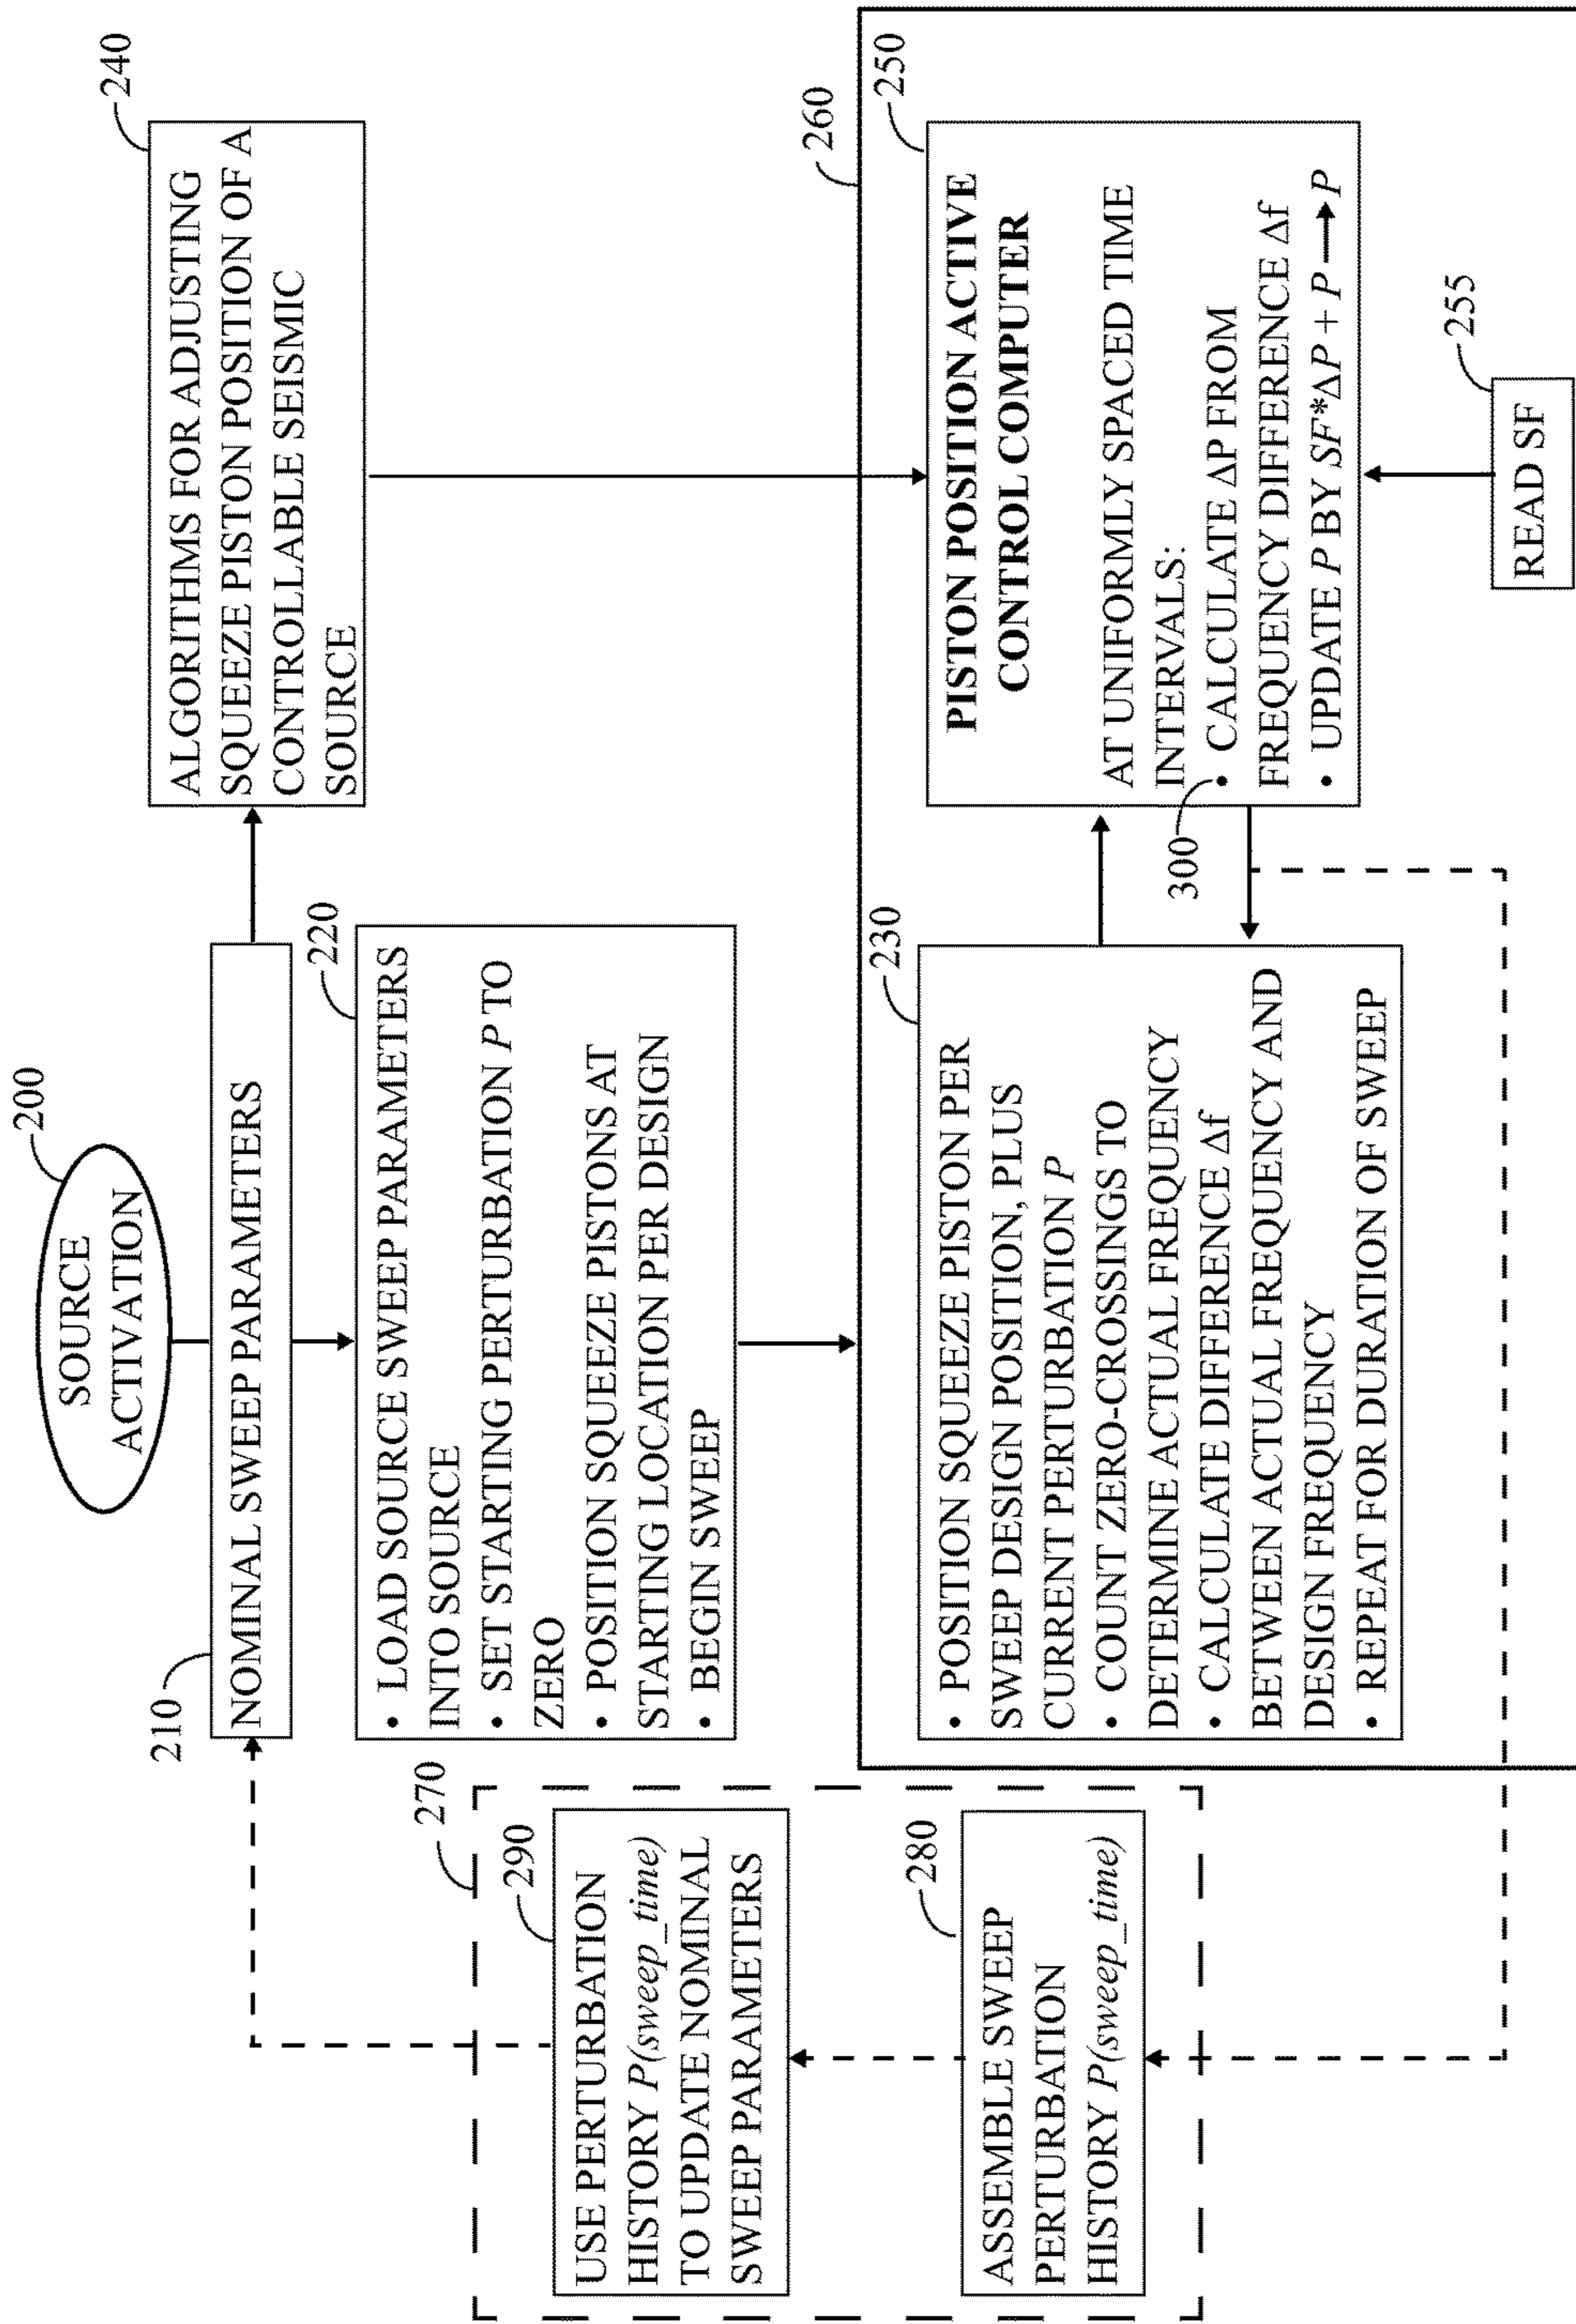 200
SOURCE
ACTIVATION
210
NOMINAL SWEEP PARAMETERS
220
• LOAD SOURCE SWEEP PARAMETERS
INTO SOURCE
• SET STARTING PERTURBATION P TO
ZERO
• POSITION SQUEEZE PISTONS AT
STARTING LOCATION PER DESIGN
• BEGIN SWEEP
240
ALGORITHMS FOR ADJUSTING
SQUEEZE PISTON POSITION OF A
CONTROLLABLE SEISMIC
SOURCE
270
290
USE PERTURBATION
HISTORY P(sweep_time)
TO UPDATE NOMINAL
SWEEP PARAMETERS
280
ASSEMBLE SWEEP
PERTURBATION
HISTORY P(sweep_time)
260
230
• POSITION SQUEEZE PISTON PER
SWEEP DESIGN POSITION, PLUS
CURRENT PERTURBATION P
• COUNT ZERO-CROSSINGS TO
DETERMINE ACTUAL FREQUENCY
• CALCULATE DIFFERENCE Δf
BETWEEN ACTUAL FREQUENCY AND
DESIGN FREQUENCY
• REPEAT FOR DURATION OF SWEEP
250
PISTON POSITION ACTIVE
CONTROL COMPUTER
AT UNIFORMLY SPACED TIME
INTERVALS:
300
• CALCULATE ΔP FROM
FREQUENCY DIFFERENCE Δf
• UPDATE P BY SF*ΔP + P → P
255
READ SF